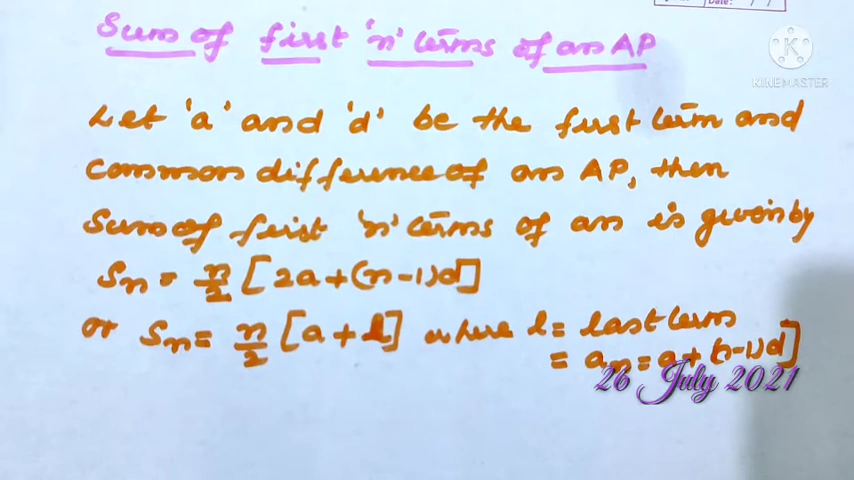 Date: / /
Sum of first 'n' terms of an AP
KINEMASTER
Let 'a' and 'd' be the first term and
common difference of an AP, then
Sum of first 'n' terms of an is given by
Sn = n/2 [2a+(n-1)d]
or Sn = n/2 [a + l] where l = last term
= an = a + (n-1)d]
26 July 2021